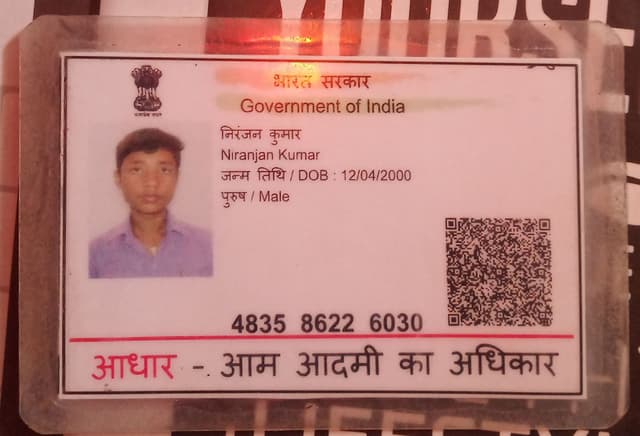 भारत सरकार
Government of India
निरंजन कुमार
Niranjan Kumar
जन्म तिथि / DOB : 12/04/2000
पुरुष / Male
4835 8622 6030
आधार - आम आदमी का अधिकार